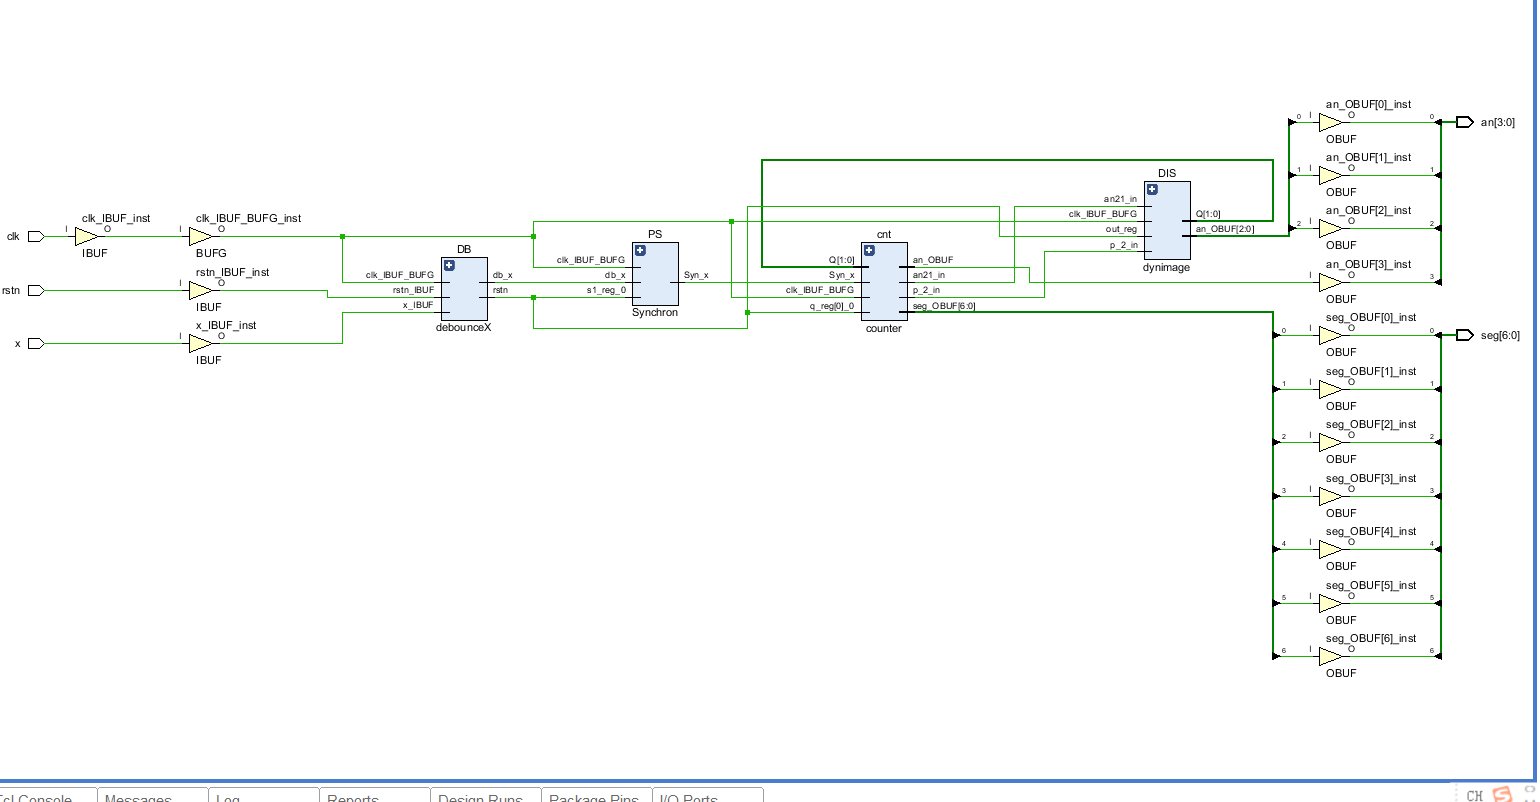 clk
clk_IBUF_inst
I
O
IBUF
clk_IBUF_BUFG_inst
I
O
BUFG
rstn
rstn_IBUF_inst
I
O
IBUF
x
x_IBUF_inst
I
O
IBUF
DB
clk_IBUF_BUFG
rstn_IBUF
x_IBUF
db_x
rstn
debounceX
PS
clk_IBUF_BUFG
db_x
s1_reg_0
Syn_x
Synchron
cnt
Q[1:0]
Syn_x
clk_IBUF_BUFG
q_reg[0]_0
an_OBUF
an21_in
p_2_in
seg_OBUF[6:0]
counter
DIS
an21_in
clk_IBUF_BUFG
out_reg
p_2_in
Q[1:0]
an_OBUF[2:0]
dynimage
an_OBUF[0]_inst
0 I O 0
OBUF
an[3:0]
an_OBUF[1]_inst
1 I O 1
OBUF
an_OBUF[2]_inst
2 I O 2
OBUF
an_OBUF[3]_inst
I O 3
OBUF
seg_OBUF[0]_inst
0 I O 0
OBUF
seg[6:0]
seg_OBUF[1]_inst
1 I O 1
OBUF
seg_OBUF[2]_inst
2 I O 2
OBUF
seg_OBUF[3]_inst
3 I O 3
OBUF
seg_OBUF[4]_inst
4 I O 4
OBUF
seg_OBUF[5]_inst
5 I O 5
OBUF
seg_OBUF[6]_inst
6 I O 6
OBUF
Tcl Console
Messages
Log
Reports
Design Runs
Package Pins
I/O Ports
CH